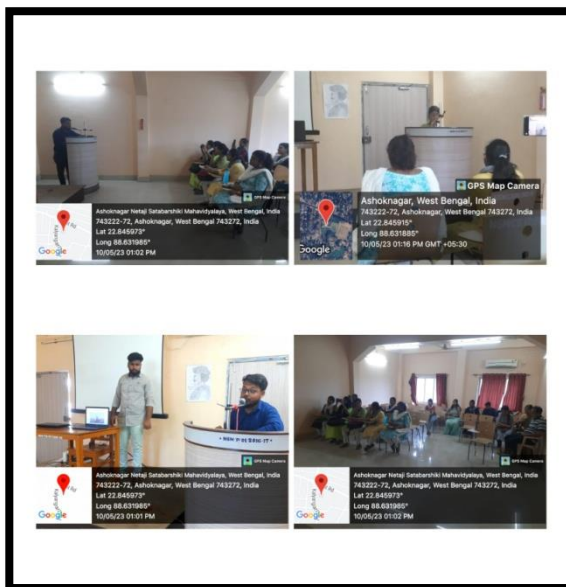 GPS Map Camera
Ashoknagar Netaji Satabarshiki Mahavidyalaya, West Bengal, India
743222-72, Ashoknagar, West Bengal 743272, India
Lat 22.845973°
Long 88.631985°
10/05/23 01:02 PM
Google
GPS Map Camera
Ashoknagar, West Bengal, India
743222-72, Ashoknagar, West Bengal 743272, India
Lat 22.845915°
Long 88.631885°
10/05/23 01:16 PM GMT +05:30
Google
GPS Map Camera
Ashoknagar Netaji Satabarshiki Mahavidyalaya, West Bengal, India
743222-72, Ashoknagar, West Bengal 743272, India
Lat 22.845973°
Long 88.631985°
10/05/23 01:01 PM
Google
GPS Map Camera
Ashoknagar Netaji Satabarshiki Mahavidyalaya, West Bengal, India
743222-72, Ashoknagar, West Bengal 743272, India
Lat 22.845973°
Long 88.631985°
10/05/23 01:02 PM
Google